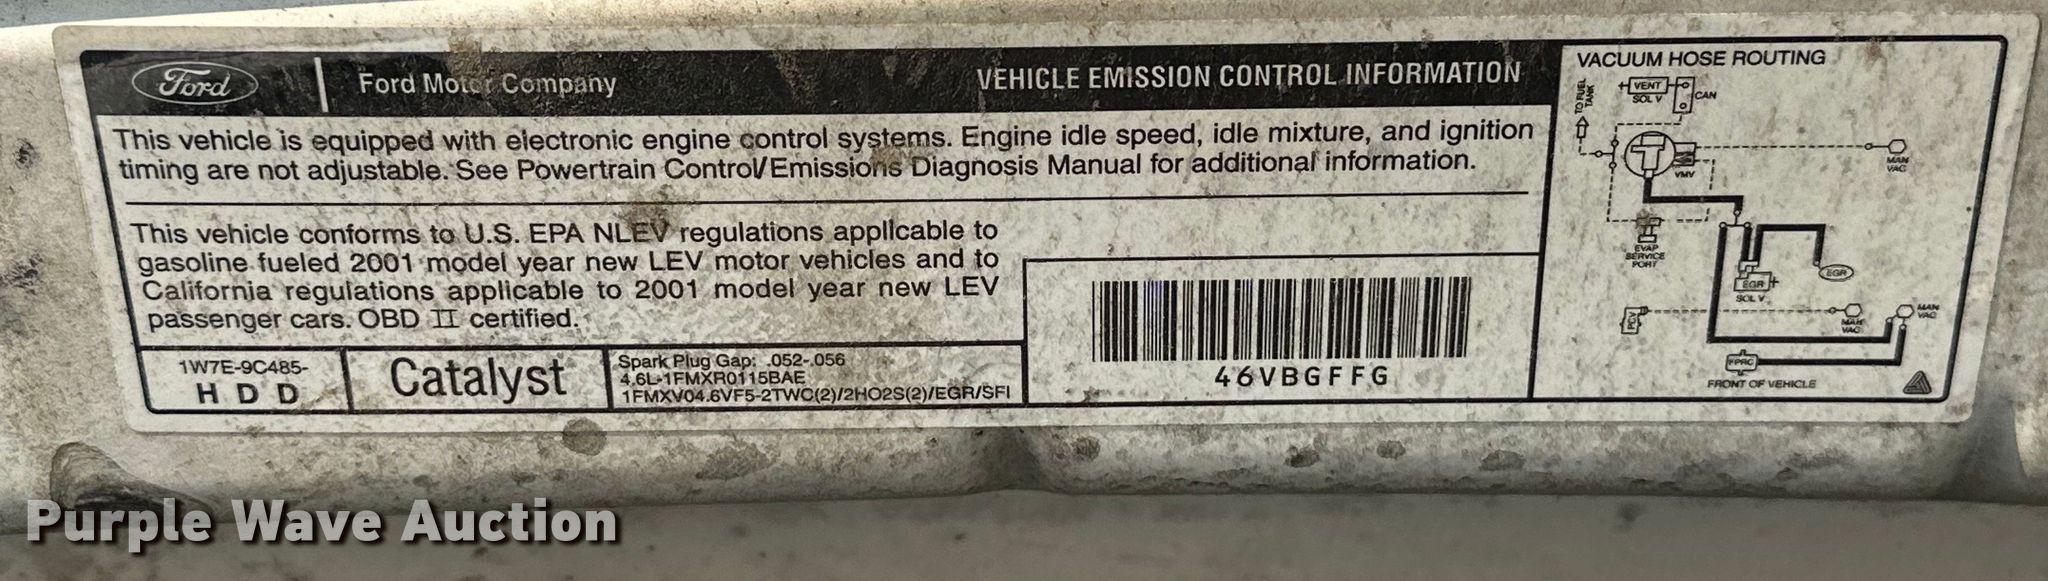 Ford
Ford Motor Company
VEHICLE EMISSION CONTROL INFORMATION
This vehicle is equipped with electronic engine control systems. Engine idle speed, idle mixture, and ignition
timing are not adjustable. See Powertrain Control/Emissions Diagnosis Manual for additional information.
This vehicle conforms to U.S. EPA NLEV regulations applicable to
gasoline fueled 2001 model year new LEV motor vehicles and to
California regulations applicable to 2001 model year new LEV
passenger cars. OBD II certified.
1W7E-9C485-
H D D
Catalyst
Spark Plug Gap: .052-.056
4.6L-1FMXR0115BAE
1FMXV04.6VF5-2TWC(2)/2HO2S(2)/EGR/SFI
46VBGFFG
VACUUM HOSE ROUTING
TO FUEL
TANK
VENT
SOL V
CAN
VMV
MAN
VAC
EVAP
SERVICE
PORT
EGR
EGR
SOL V
PCV
MAN
VAC
MAN
VAC
FPRC
FRONT OF VEHICLE
Purple Wave Auction